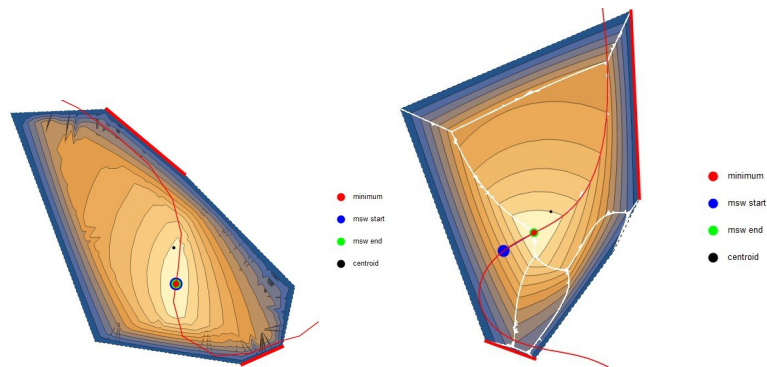 minimum
msw start
msw end
centroid
minimum
msw start
msw end
centroid